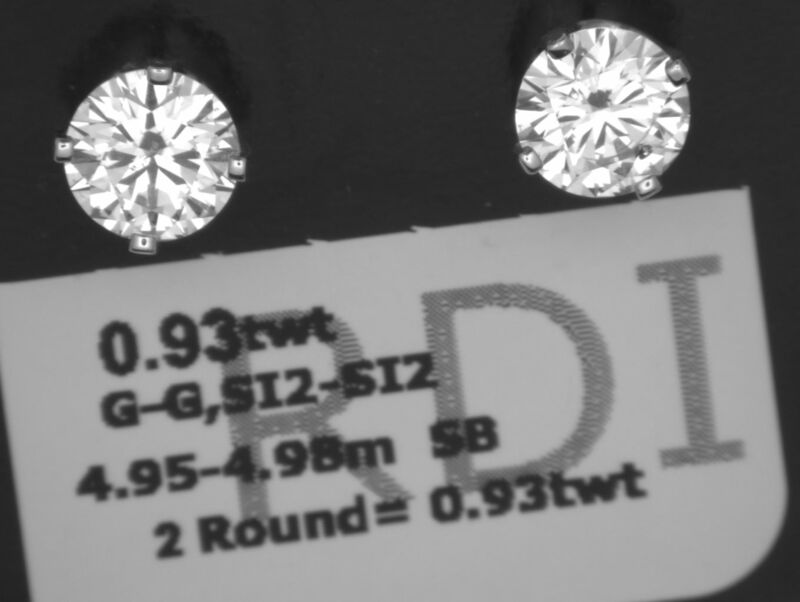 RDI
0.93twt
G-G,SI2-SI2
4.95-4.98m SB
2 Round= 0.93twt